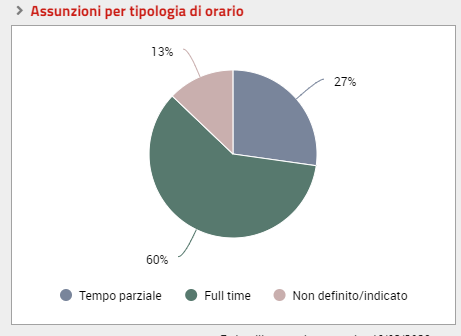 Assunzioni per tipologia di orario
13%
27%
60%
Tempo parziale Full time Non definito/indicato